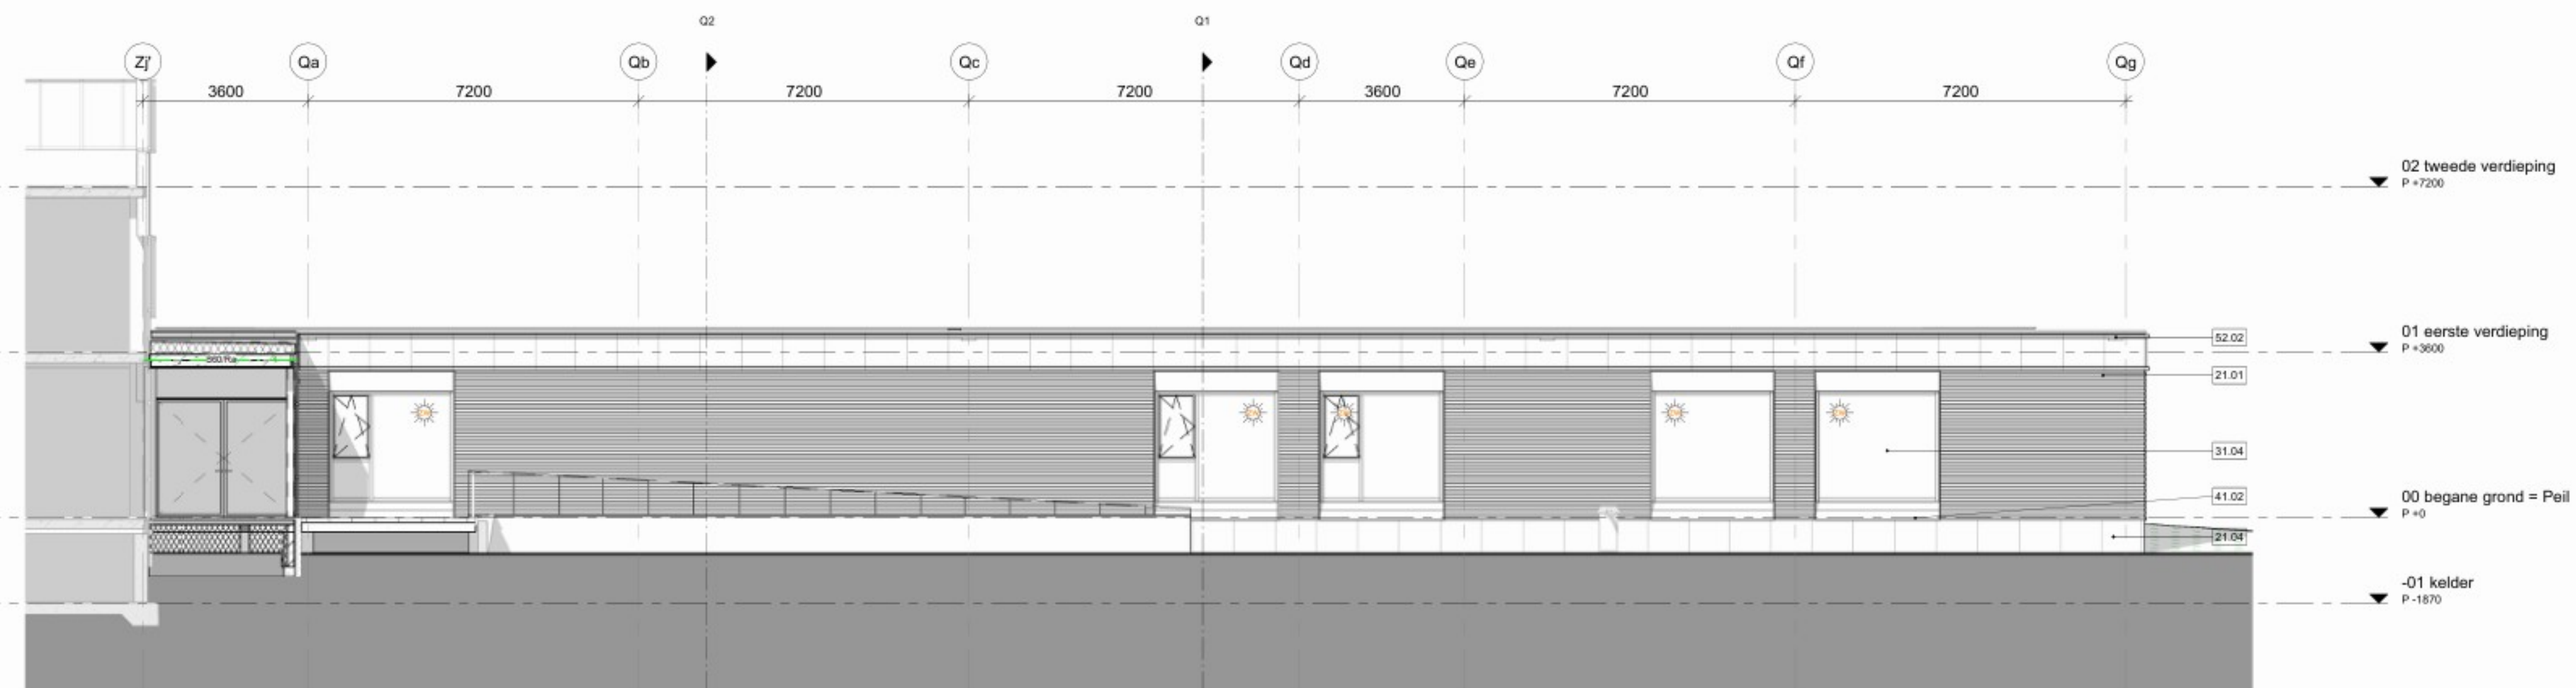 Q2
Q1
Zj'
Qa
Qb
Qc
Qd
Qe
Qf
Qg
3600
7200
7200
7200
3600
7200
7200
02 tweede verdieping
P +7200
01 eerste verdieping
P +3600
52.02
21.01
31.04
41.02
00 begane grond = Peil
P +0
21.04
-01 kelder
P -1870